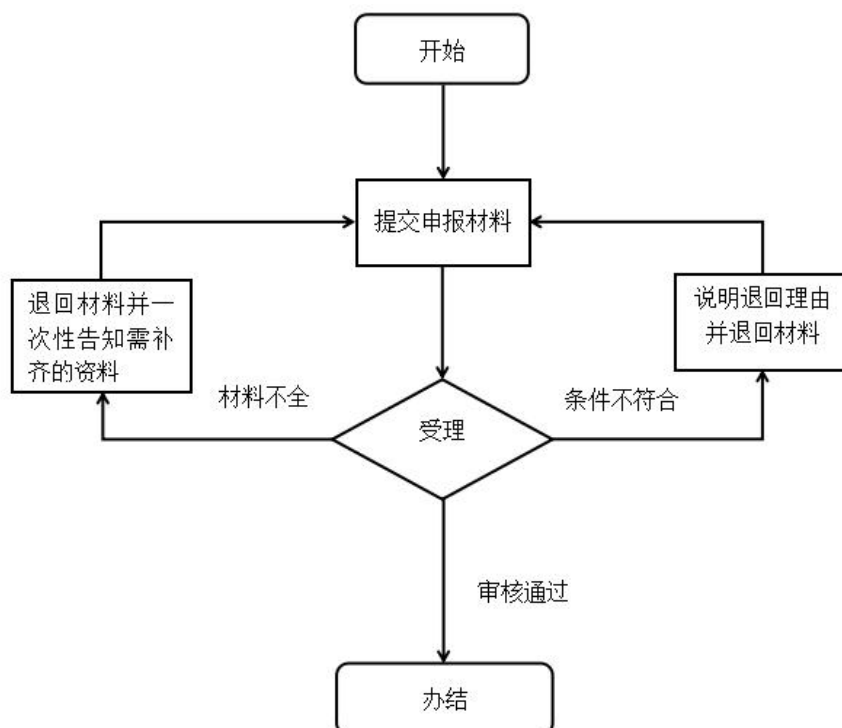 开始
提交申报材料
退回材料并一
次性告知需补
齐的资料
说明退回理由
并退回材料
材料不全
条件不符合
受理
审核通过
办结